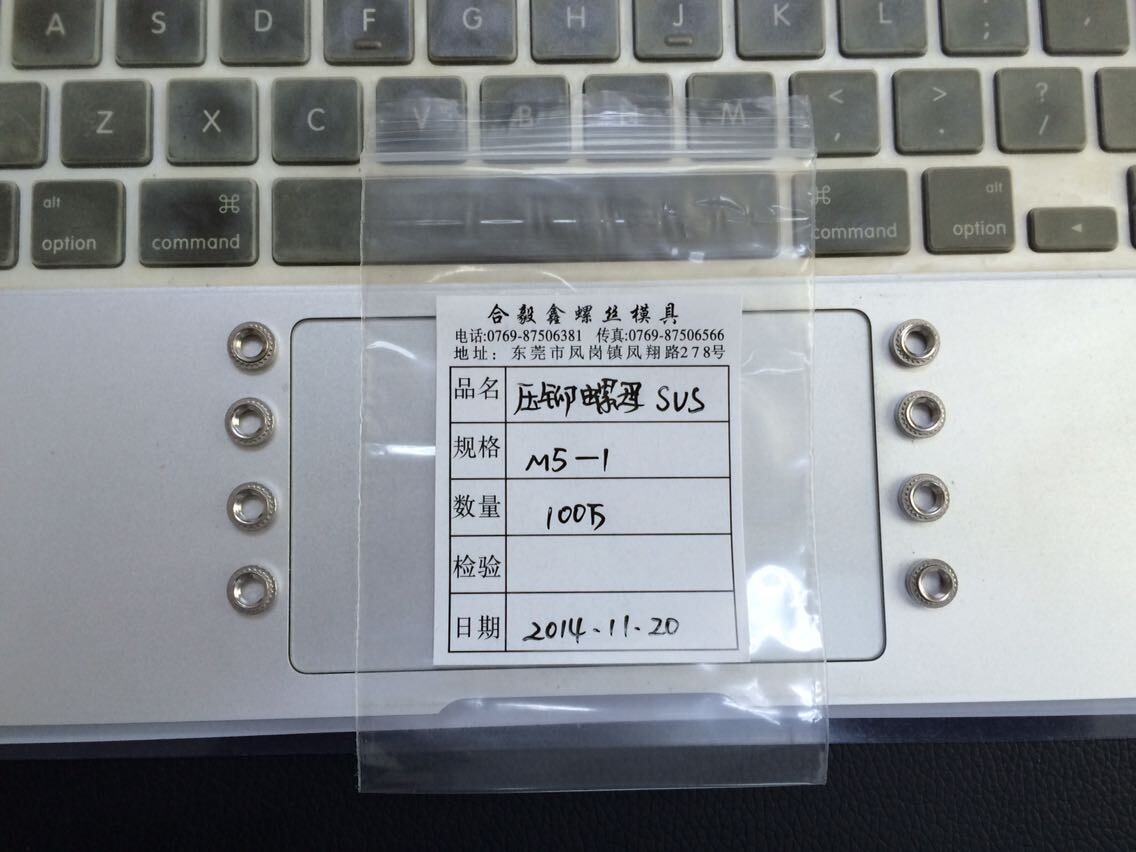 A S D F G H J K L ; :
Z X C V B N M < , > . ? /
alt option ⌘ command ⌘ command alt option ◄
合毅鑫螺丝模具
电话:0769-87506381 传真:0769-87506566
地址：东莞市凤岗镇凤翔路278号
品名 压铆螺母 SUS
规格 M5-1
数量 100万
检验
日期 2014.11.20